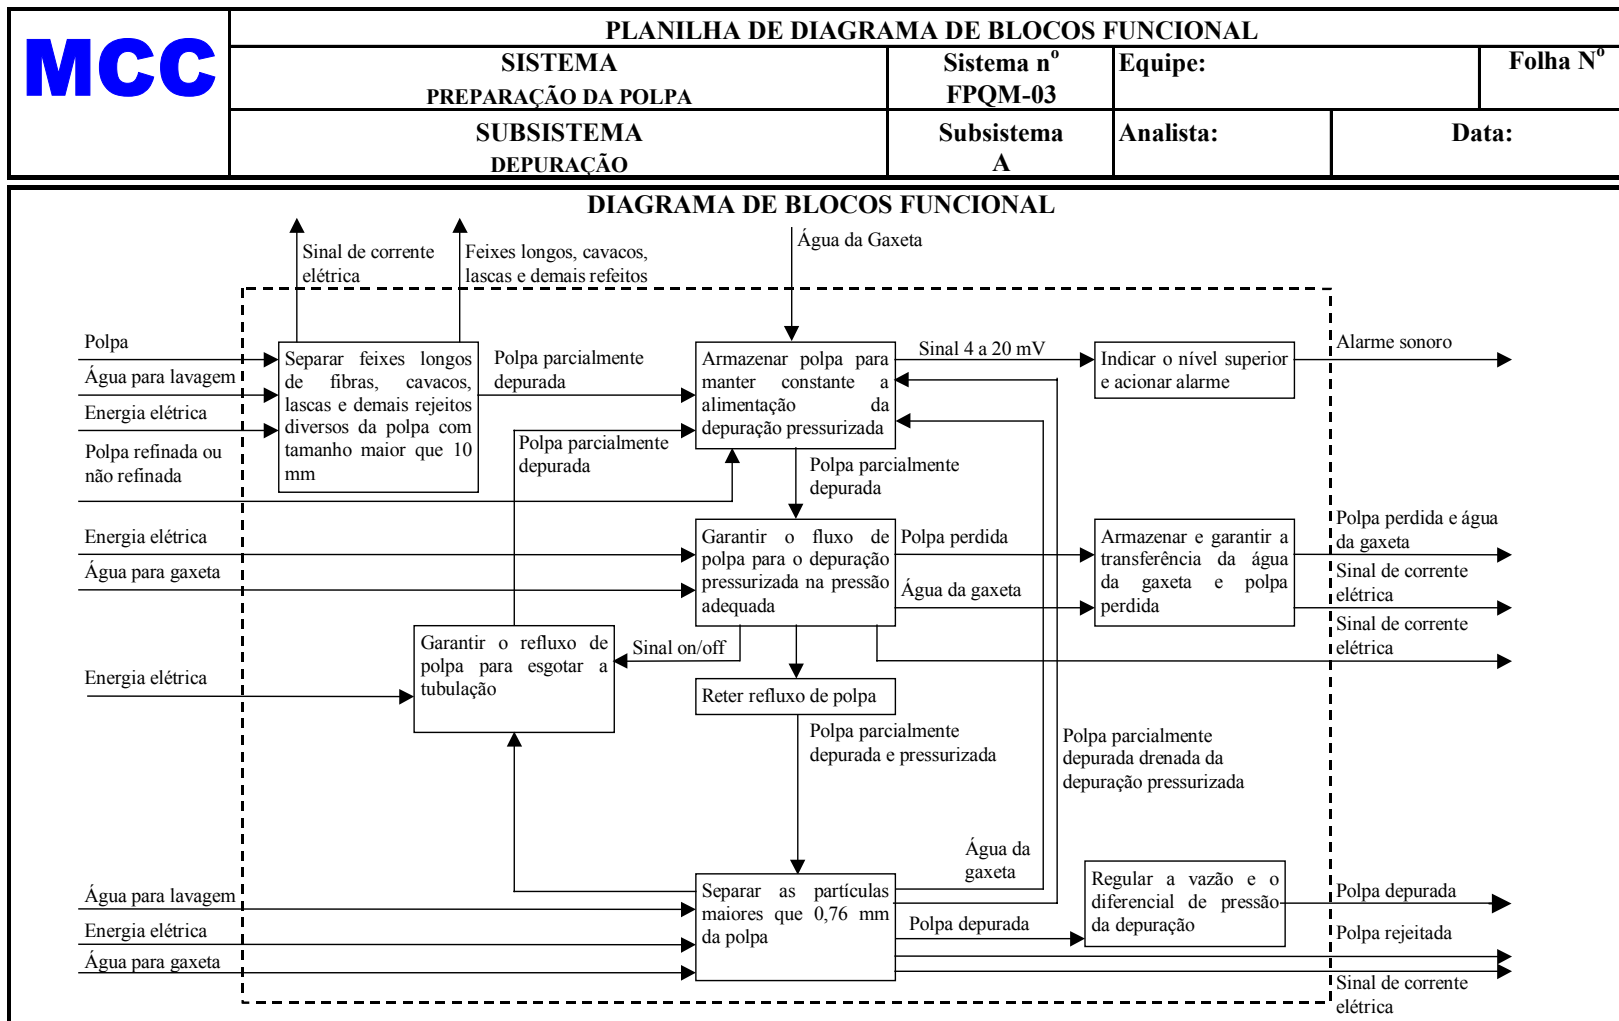 MCC
PLANILHA DE DIAGRAMA DE BLOCOS FUNCIONAL
SISTEMA
PREPARAÇÃO DA POLPA
Sistema nº
FPQM-03
Equipe:
Folha Nº
SUBSISTEMA
DEPURAÇÃO
Subsistema
A
Analista:
Data:
DIAGRAMA DE BLOCOS FUNCIONAL
Sinal de corrente
elétrica
Feixes longos, cavacos,
lascas e demais refeitos
Água da Gaxeta
Polpa
Água para lavagem
Energia elétrica
Polpa refinada ou
não refinada
Separar feixes longos
de fibras, cavacos,
lascas e demais rejeitos
diversos da polpa com
tamanho maior que 10
mm
Polpa parcialmente
depurada
Polpa parcialmente
depurada
Armazenar polpa para
manter constante a
alimentação da
depuração pressurizada
Sinal 4 a 20 mV
Indicar o nível superior
e acionar alarme
Alarme sonoro
Polpa parcialmente
depurada
Energia elétrica
Água para gaxeta
Garantir o fluxo de
polpa para o depuração
pressurizada na pressão
adequada
Polpa perdida
Água da gaxeta
Armazenar e garantir a
transferência da água
da gaxeta e polpa
perdida
Polpa perdida e água
da gaxeta
Sinal de corrente
elétrica
Sinal de corrente
elétrica
Energia elétrica
Garantir o refluxo de
polpa para esgotar a
tubulação
Sinal on/off
Reter refluxo de polpa
Polpa parcialmente
depurada e pressurizada
Polpa parcialmente
depurada drenada da
depuração pressurizada
Água da
gaxeta
Água para lavagem
Energia elétrica
Água para gaxeta
Separar as partículas
maiores que 0,76 mm
da polpa
Polpa depurada
Regular a vazão e o
diferencial de pressão
da depuração
Polpa depurada
Polpa rejeitada
Sinal de corrente
elétrica